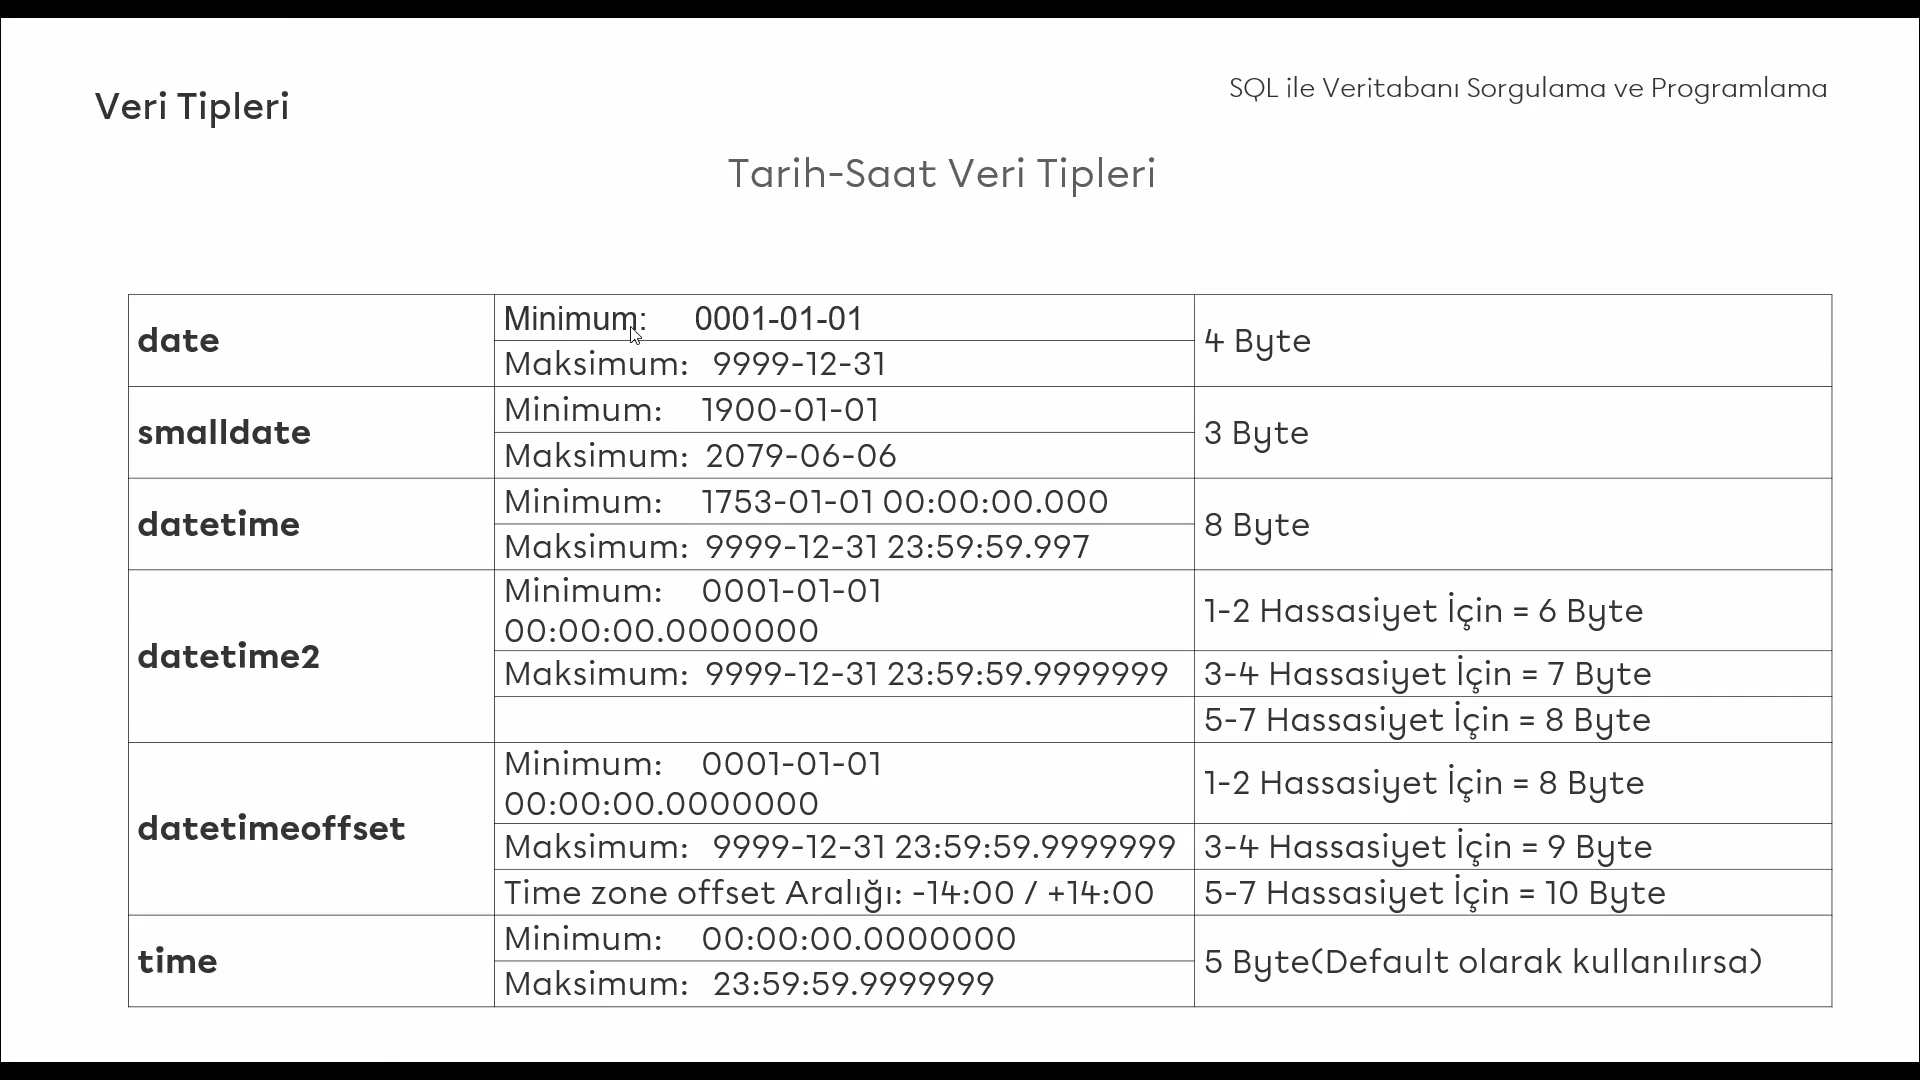 Veri Tipleri
SQL ile Veritabanı Sorgulama ve Programlama
Tarih-Saat Veri Tipleri
date
Minimum: 0001-01-01
Maksimum: 9999-12-31
4 Byte
smalldate
Minimum: 1900-01-01
Maksimum: 2079-06-06
3 Byte
datetime
Minimum: 1753-01-01 00:00:00.000
Maksimum: 9999-12-31 23:59:59.997
8 Byte
datetime2
Minimum: 0001-01-01
00:00:00.0000000
1-2 Hassasiyet İçin = 6 Byte
Maksimum: 9999-12-31 23:59:59.9999999
3-4 Hassasiyet İçin = 7 Byte
5-7 Hassasiyet İçin = 8 Byte
datetimeoffset
Minimum: 0001-01-01
00:00:00.0000000
1-2 Hassasiyet İçin = 8 Byte
Maksimum: 9999-12-31 23:59:59.9999999
3-4 Hassasiyet İçin = 9 Byte
Time zone offset Aralığı: -14:00 / +14:00
5-7 Hassasiyet İçin = 10 Byte
time
Minimum: 00:00:00.0000000
Maksimum: 23:59:59.9999999
5 Byte(Default olarak kullanılırsa)